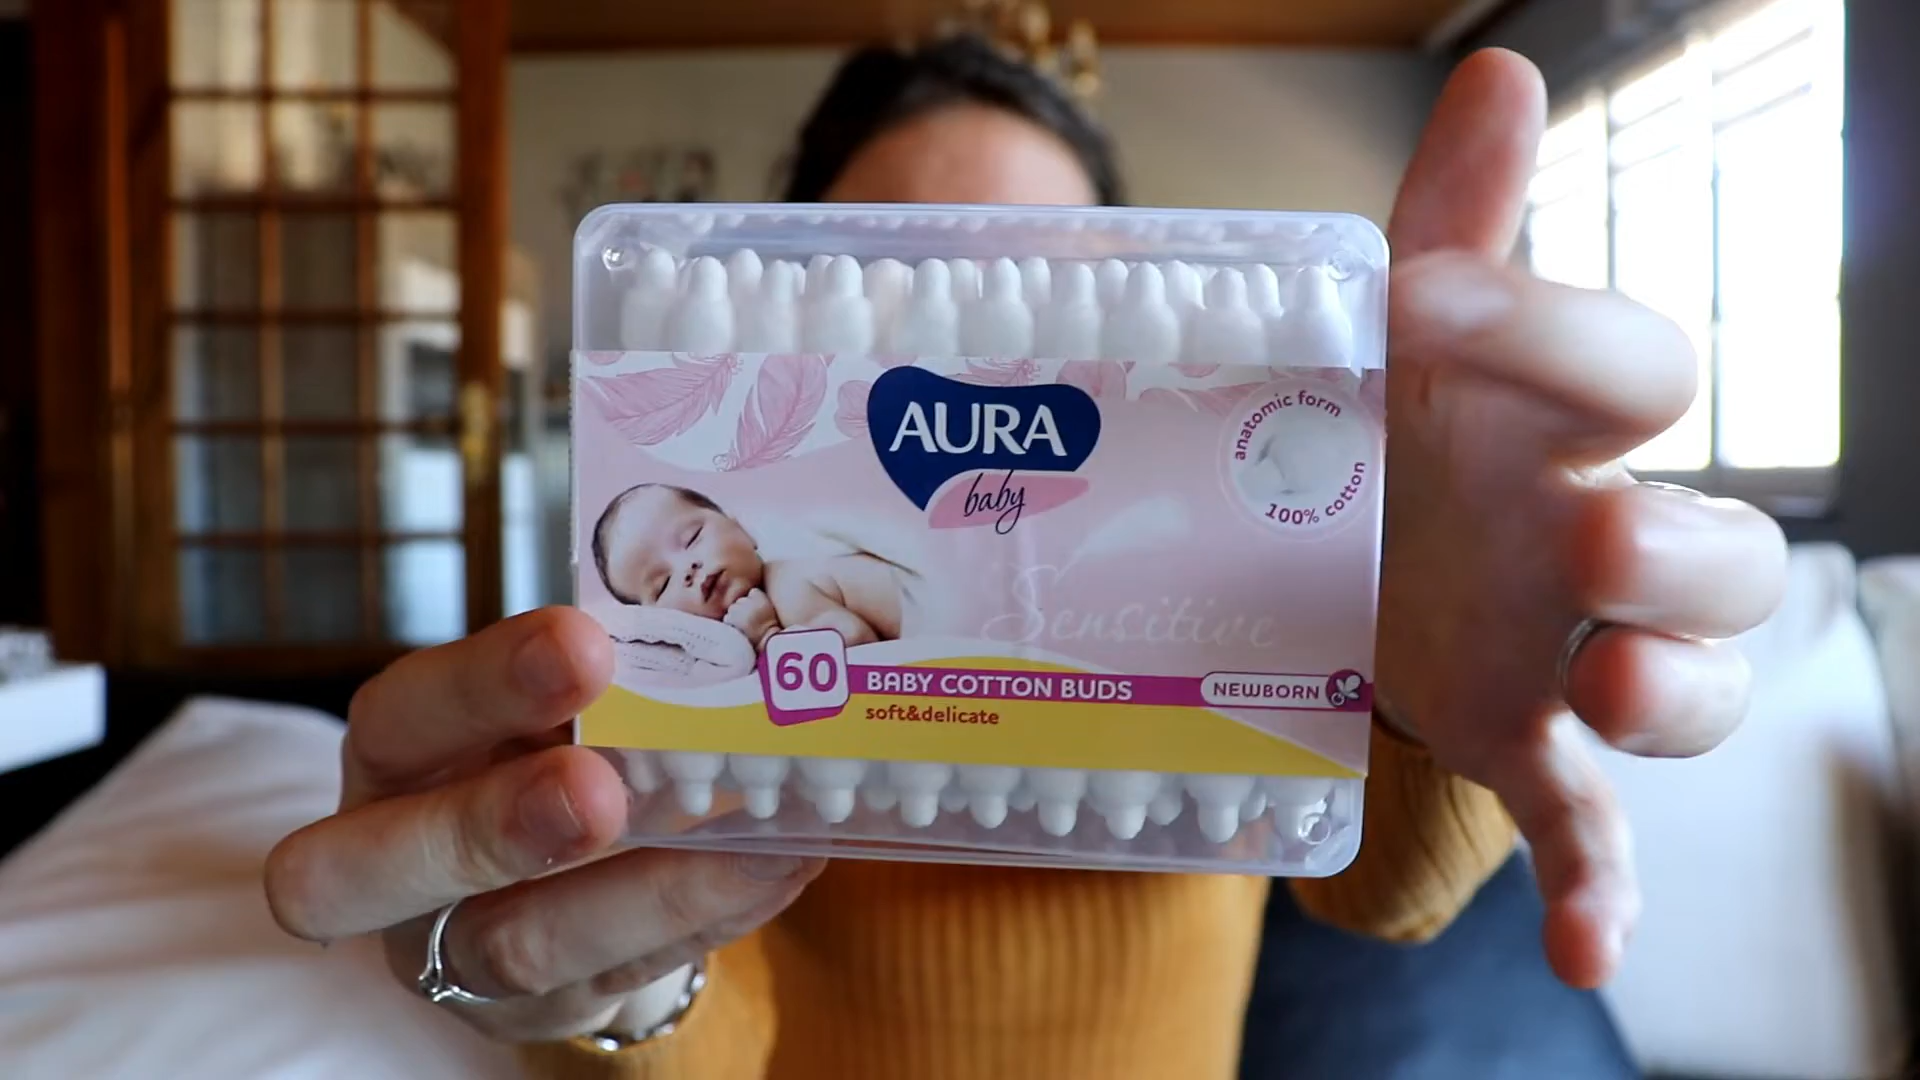 AURA
baby
anatomic form
100% cotton
Sensitive
60
BABY COTTON BUDS
NEWBORN
soft&delicate